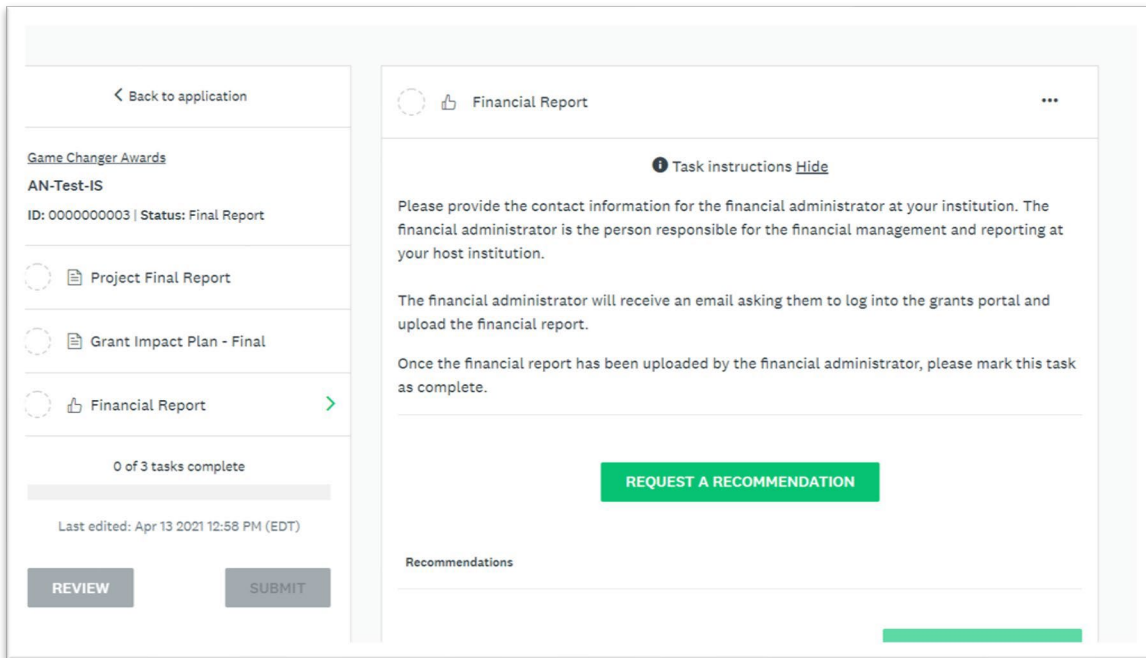 Back to application
Game Changer Awards
AN-Test-IS
ID: 0000000003 | Status: Final Report
Project Final Report
Grant Impact Plan - Final
Financial Report
0 of 3 tasks complete
Last edited: Apr 13 2021 12:58 PM (EDT)
REVIEW
SUBMIT
Financial Report
...
Task instructions Hide
Please provide the contact information for the financial administrator at your institution. The
financial administrator is the person responsible for the financial management and reporting at
your host institution.
The financial administrator will receive an email asking them to log into the grants portal and
upload the financial report.
Once the financial report has been uploaded by the financial administrator, please mark this task
as complete.
REQUEST A RECOMMENDATION
Recommendations